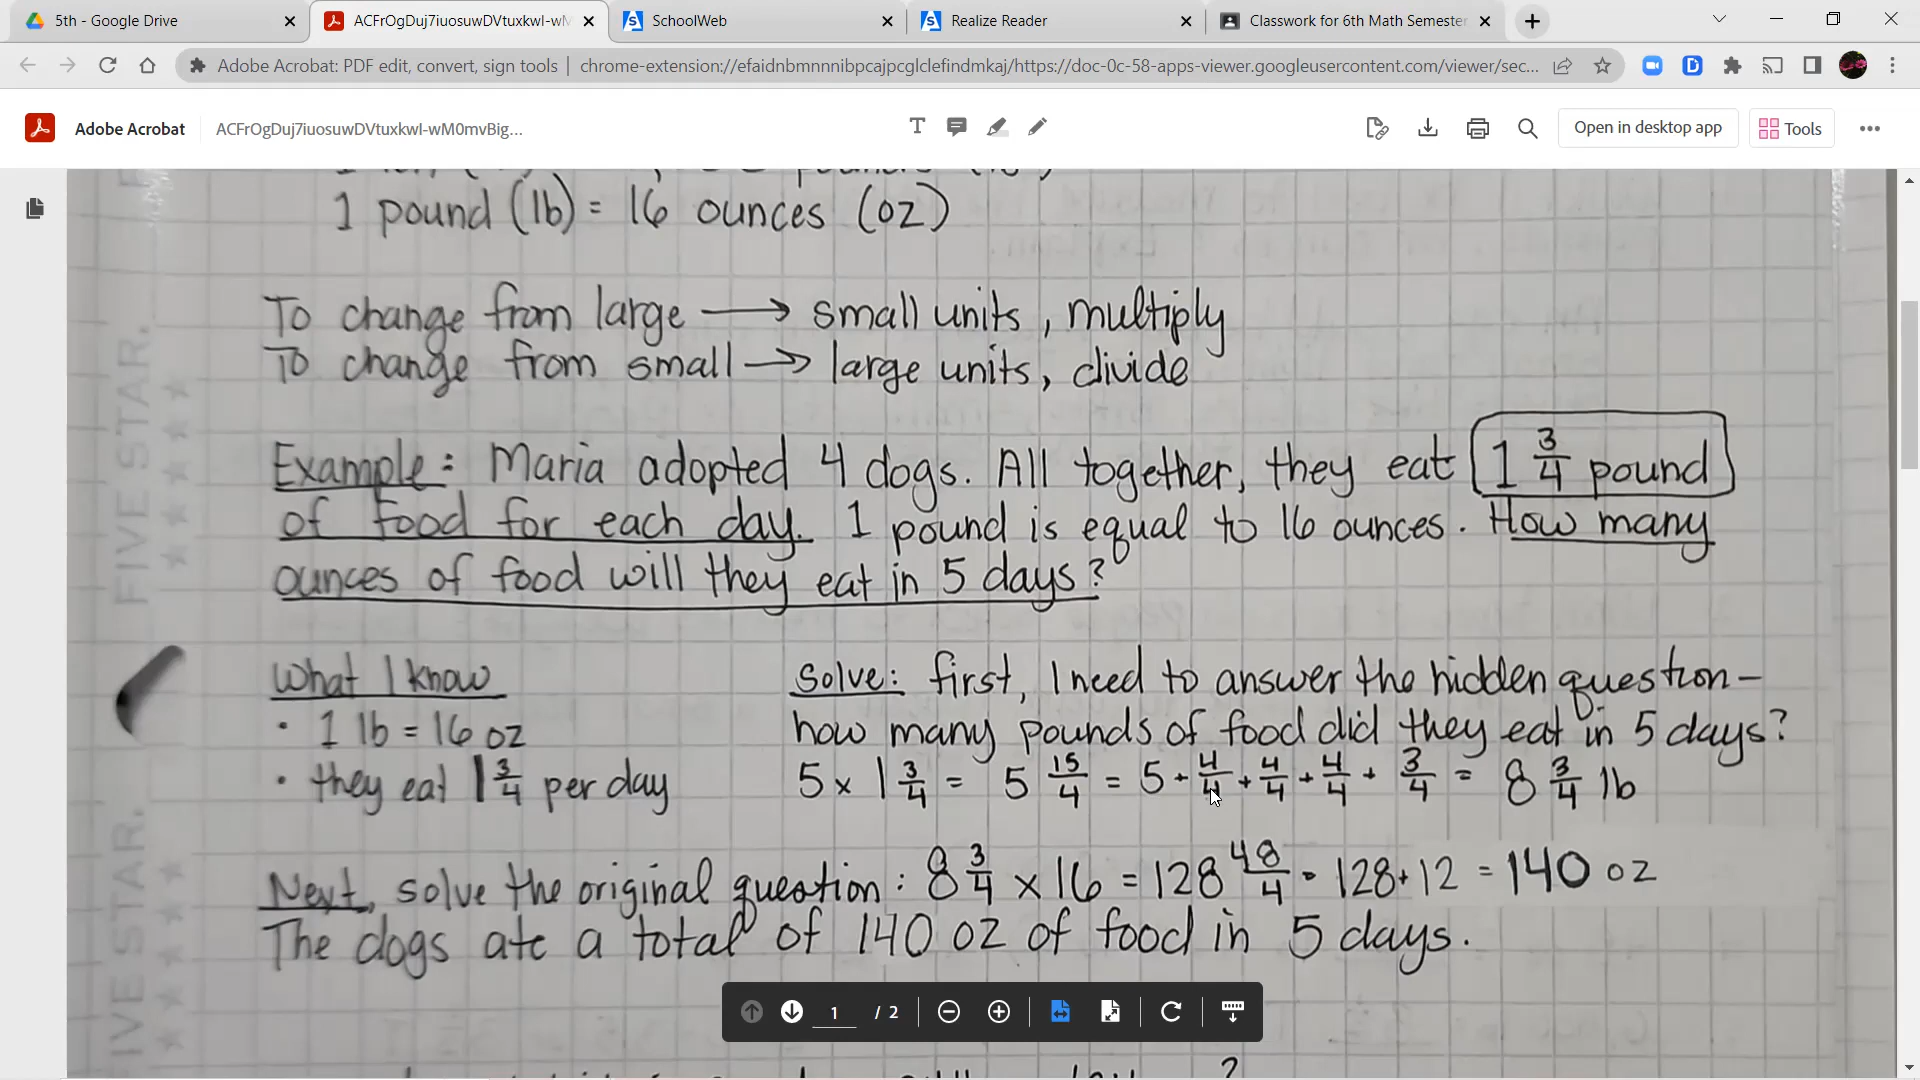 5th - Google Drive
ACFrOgDuj7iuosuwDVtuxkwI-wM
SchoolWeb
Realize Reader
Classwork for 6th Math Semester
Adobe Acrobat: PDF edit, convert, sign tools | chrome-extension://efaidnbmnnnibpcajpcglclefindmkaj/https://doc-0c-58-apps-viewer.googleusercontent.com/viewer/sec...
Adobe Acrobat
ACFrOgDuj7iuosuwDVtuxkwI-wM0mvBig...
Open in desktop app
Tools
1 pound (lb) = 16 ounces (oz)
To change from large → small units, multiply
To change from small → large units, divide
Example: Maria adopted 4 dogs. All together, they eat 1 3/4 pound
of food for each day. 1 pound is equal to 16 ounces. How many
ounces of food will they eat in 5 days?
What I know
• 1 lb = 16 oz
• they eat 1 3/4 per day
Solve: first, I need to answer the hidden question -
how many pounds of food did they eat in 5 days?
5 x 1 3/4 = 5 15/4 = 5 + 4/4 + 4/4 + 4/4 + 3/4 = 8 3/4 lb
Next, solve the original question: 8 3/4 x 16 = 128 48/4 = 128 + 12 = 140 oz
The dogs ate a total of 140 oz of food in 5 days.
1 / 2
FIVE STAR.
FIVE STAR.